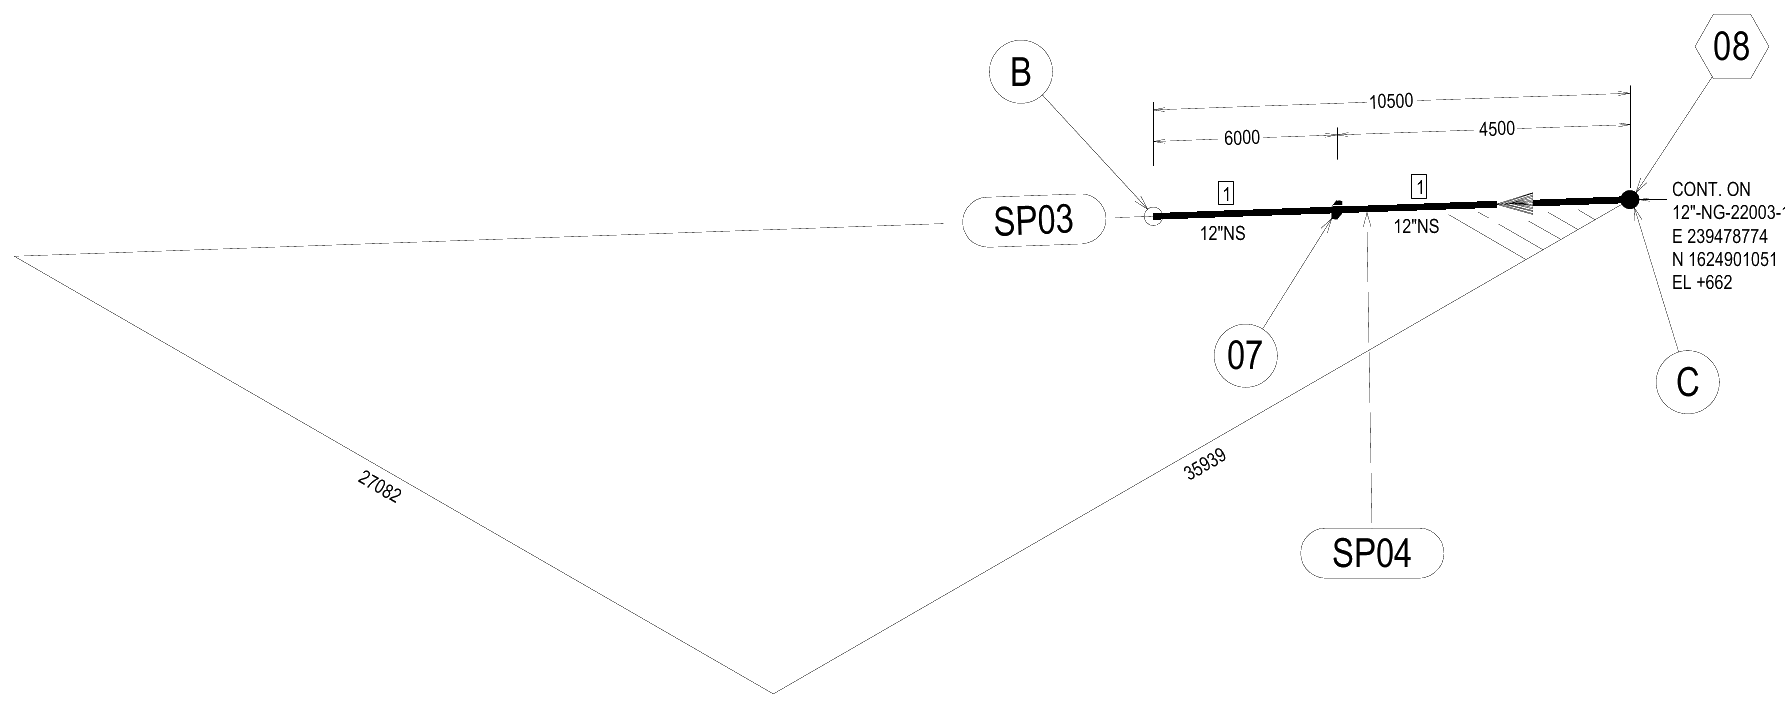 08
B
10500
6000
4500
1
1
CONT. ON
12"-NG-22003-1
E 239478774
N 1624901051
EL +662
SP03
12"NS
12"NS
07
C
27082
35939
SP04